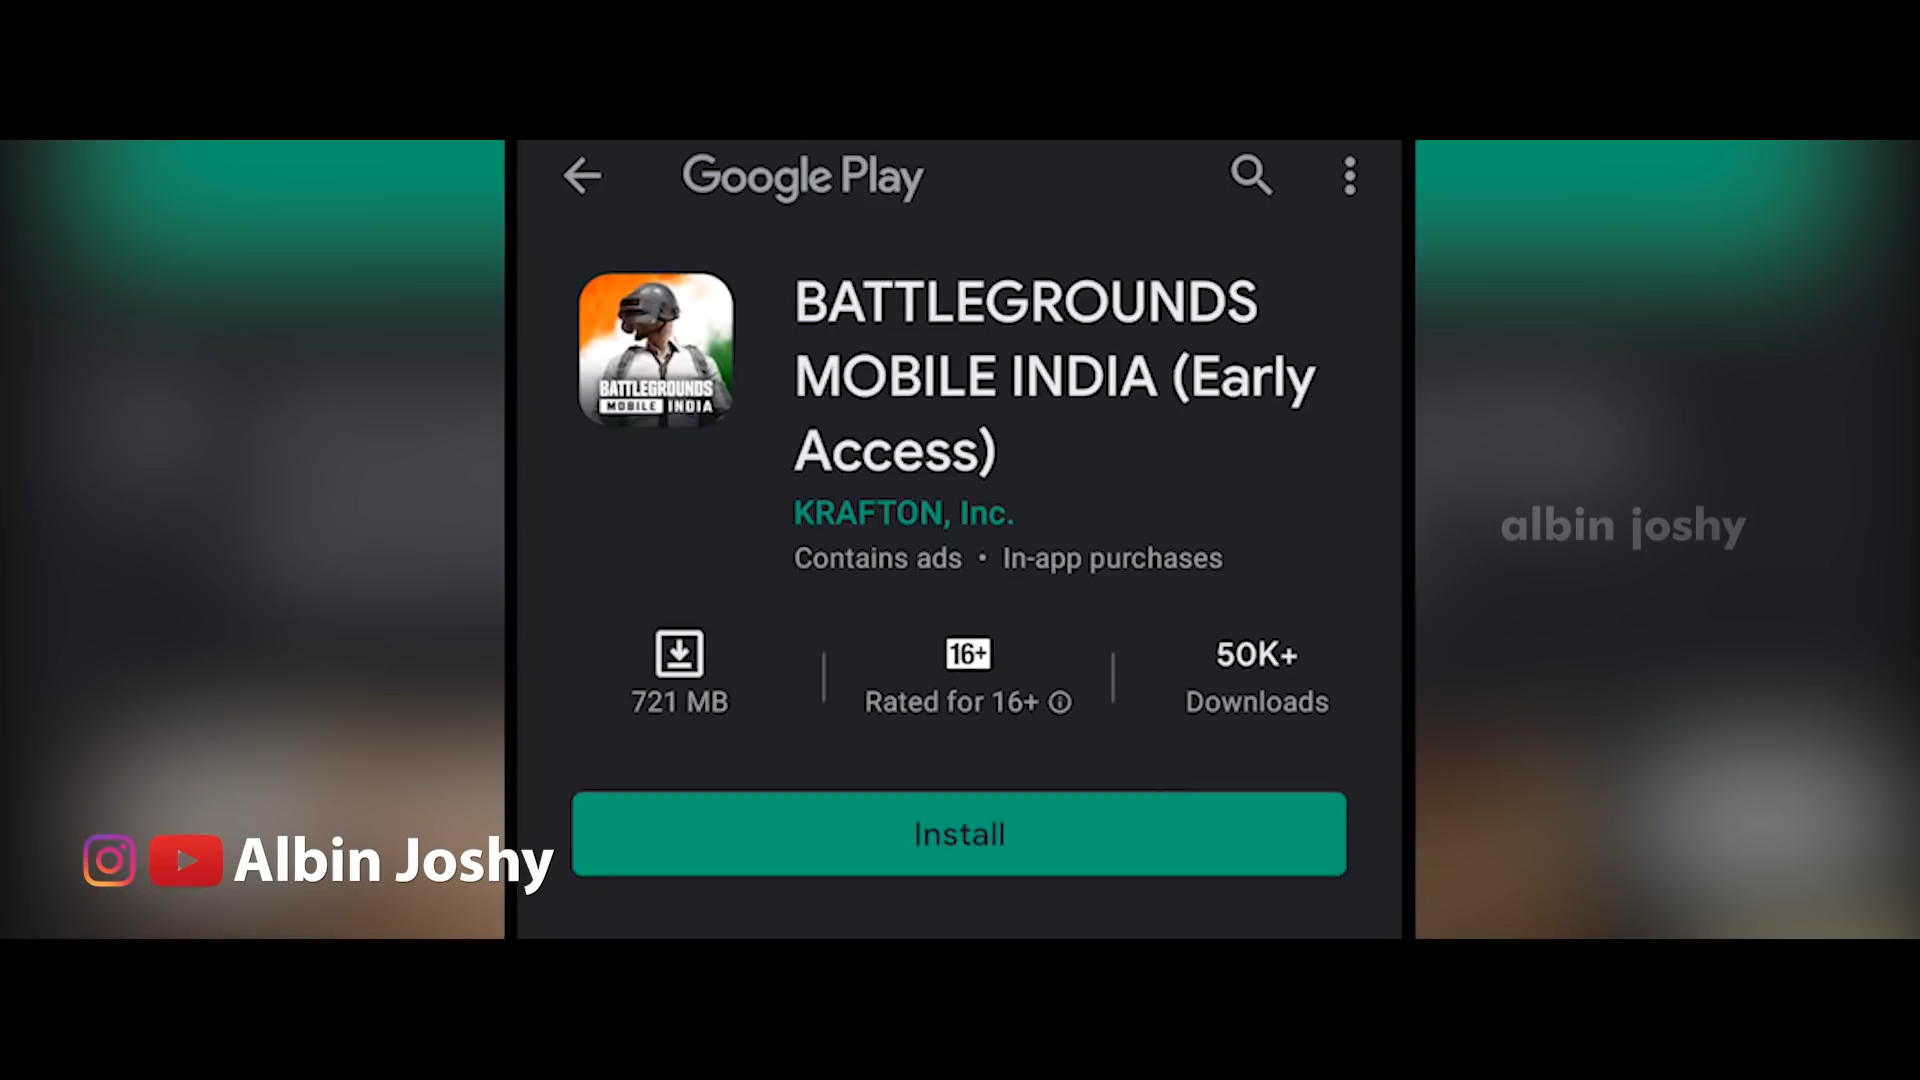 Google Play
BATTLEGROUNDS
MOBILE INDIA (Early
Access)
BATTLEGROUNDS
MOBILE INDIA
KRAFTON, Inc.
Contains ads • In-app purchases
16+
50K+
721 MB
Rated for 16+
Downloads
Install
albin joshy
Albin Joshy